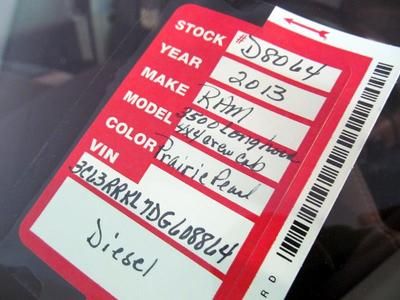 STOCK # D8064
YEAR 2013
MAKE RAM
MODEL 3500 Longhorn
4x4 crew cab
COLOR Prairie Pearl
VIN 3C63RRKL7DG608864
Diesel